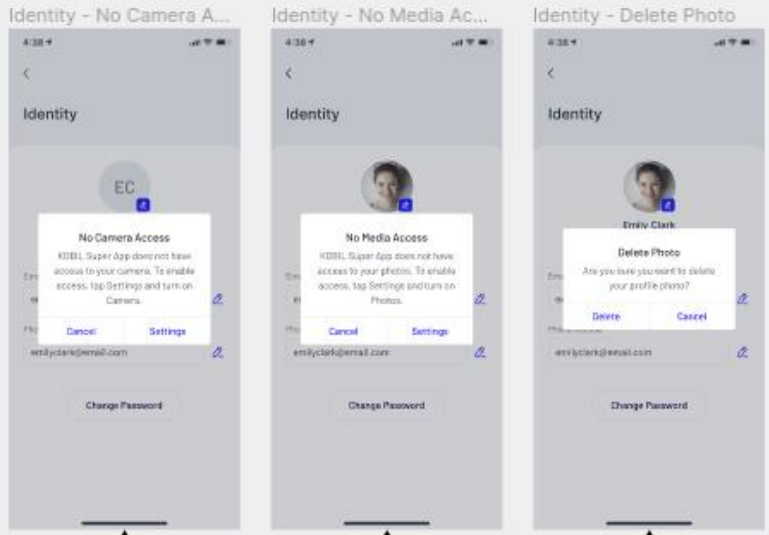 Identity - No Camera A...
4:38
Identity
EC
No Camera Access
KOBIL Super App does not have
access to your camera. To enable
access, tap Settings and turn on
Camera.
Cancel
Settings
emilyclark@email.com
Change Password
Identity - No Media Ac...
4:38
Identity
No Media Access
KOBIL Super App does not have
access to your photos. To enable
access, tap Settings and turn on
Photos.
Cancel
Settings
emilyclark@email.com
Change Password
Identity - Delete Photo
4:38
Identity
Emily Clark
Delete Photo
Are you sure you want to delete
your profile photo?
Delete
Cancel
emilyclark@email.com
Change Password